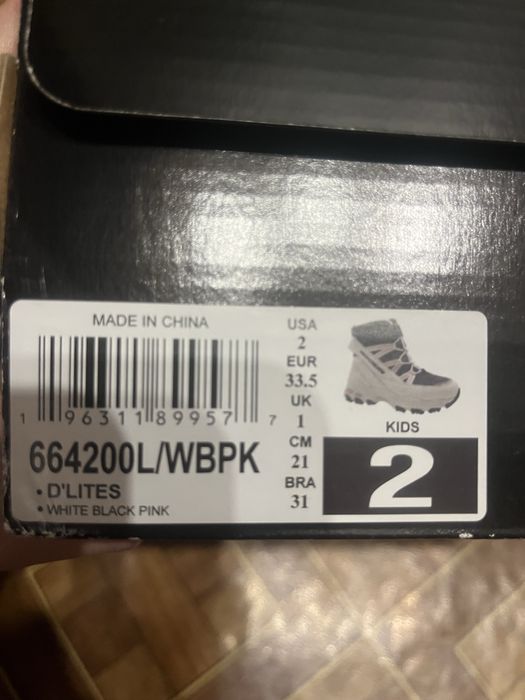 MADE IN CHINA
1 96311 89957 7
664200L/WBPK
• D'LITES
• WHITE BLACK PINK
USA
2
EUR
33.5
UK
1
CM
21
BRA
31
KIDS
2